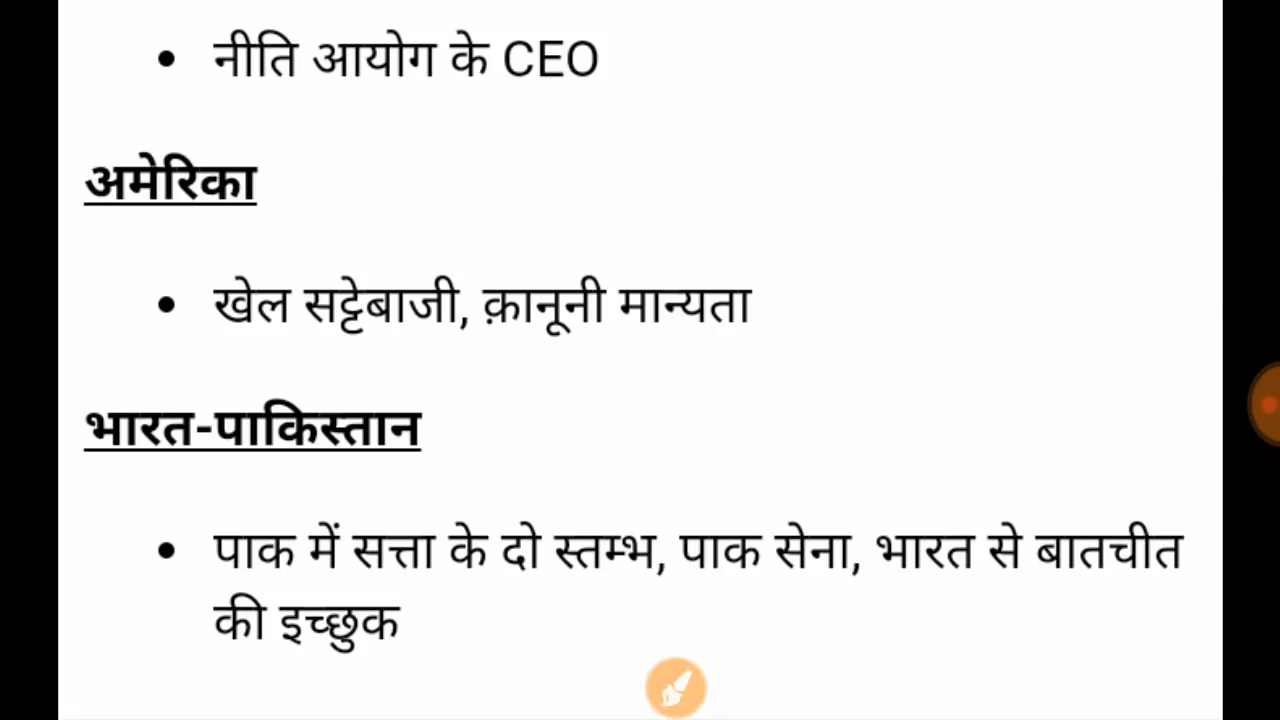 नीति आयोग के CEO
अमेरिका
खेल सट्टेबाजी, क़ानूनी मान्यता
भारत-पाकिस्तान
पाक में सत्ता के दो स्तम्भ, पाक सेना, भारत से बातचीत
की इच्छुक